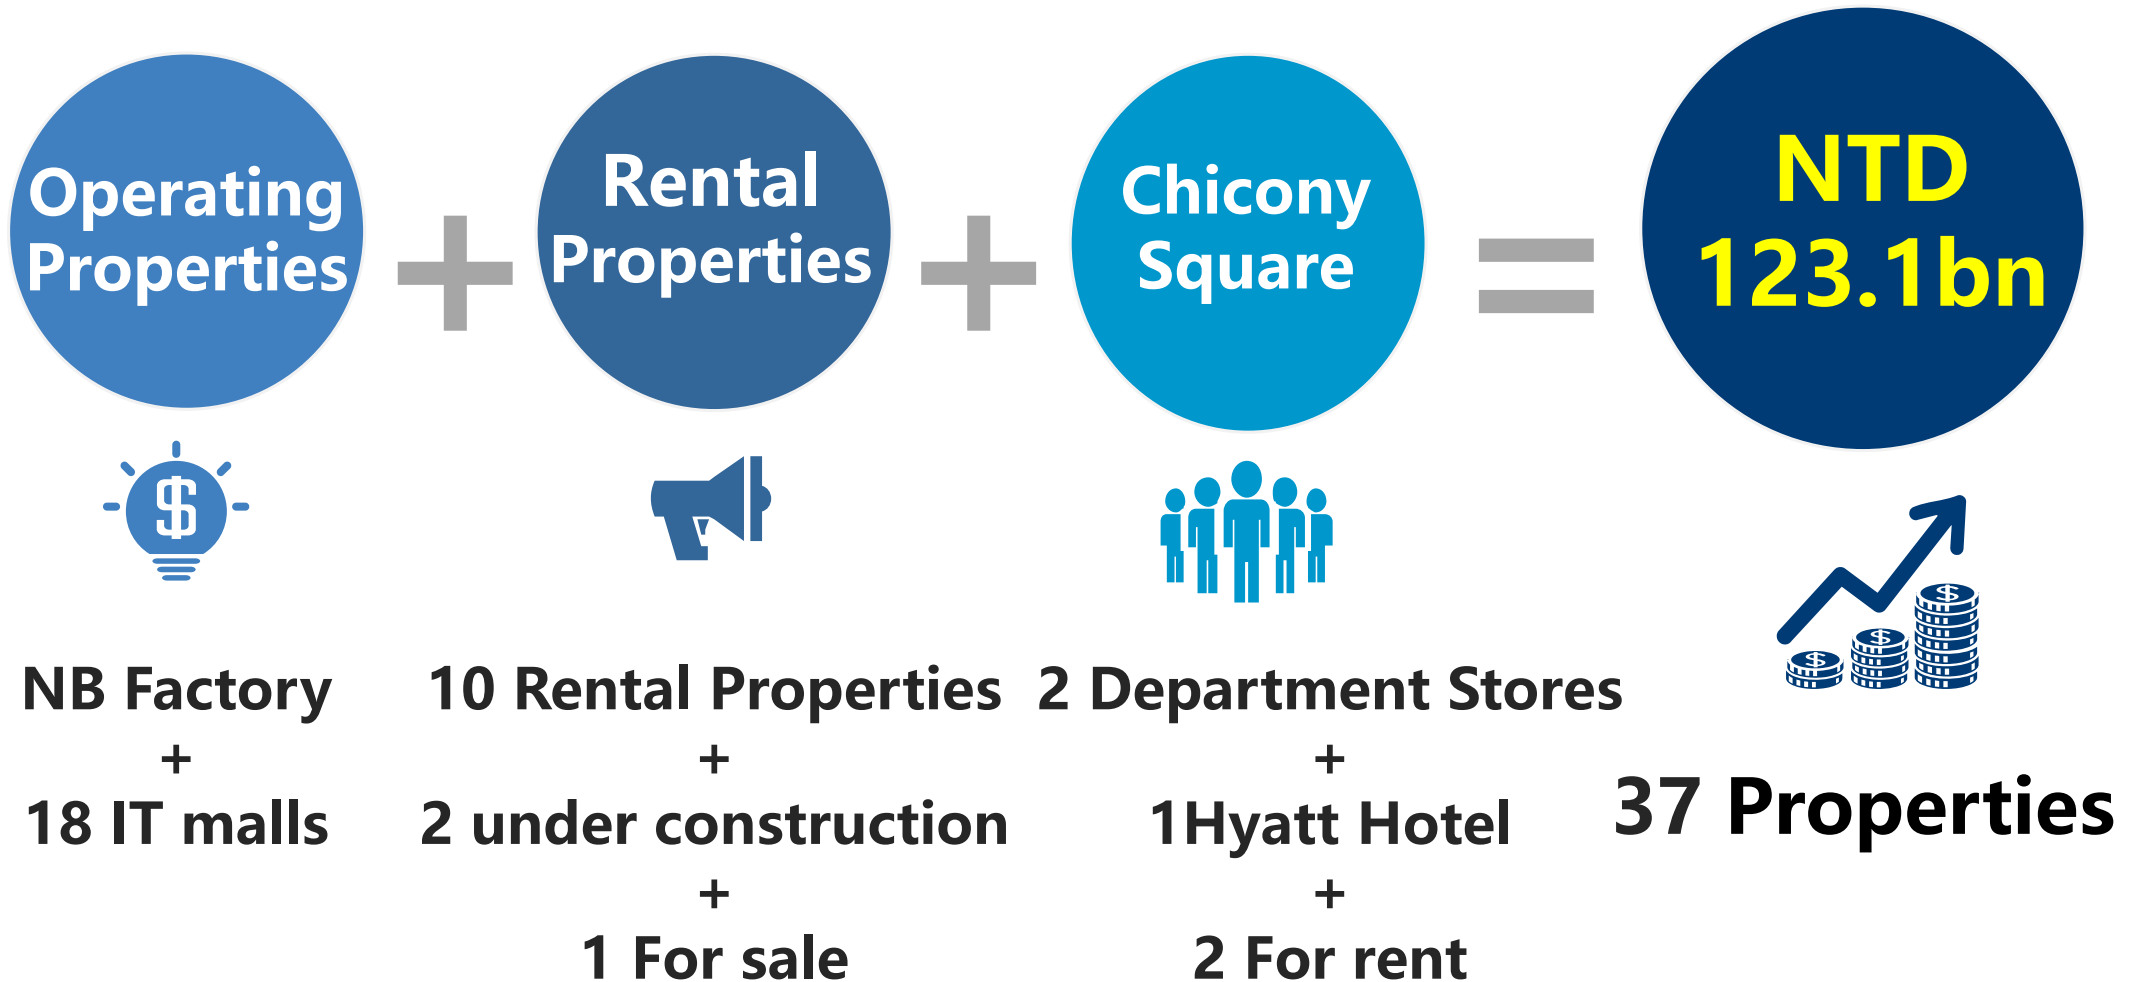 Operating
Properties
+
Rental
Properties
+
Chicony
Square
=
NTD
123.1bn
NB Factory
+
18 IT malls
10 Rental Properties
+
2 under construction
+
1 For sale
2 Department Stores
+
1Hyatt Hotel
+
2 For rent
37 Properties